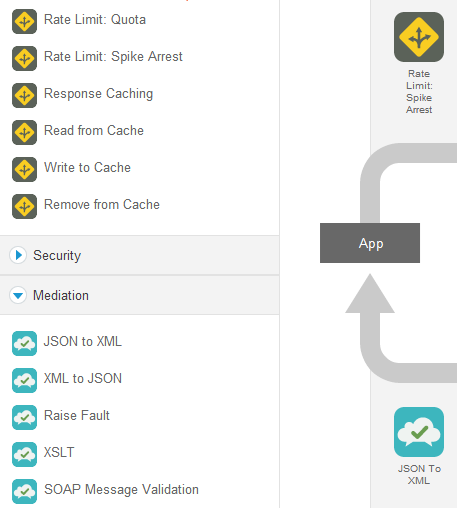 Rate Limit: Quota
Rate Limit: Spike Arrest
Response Caching
Read from Cache
Write to Cache
Remove from Cache
Security
Mediation
JSON to XML
XML to JSON
Raise Fault
XSLT
SOAP Message Validation
Rate
Limit:
Spike
Arrest
App
JSON To
XML